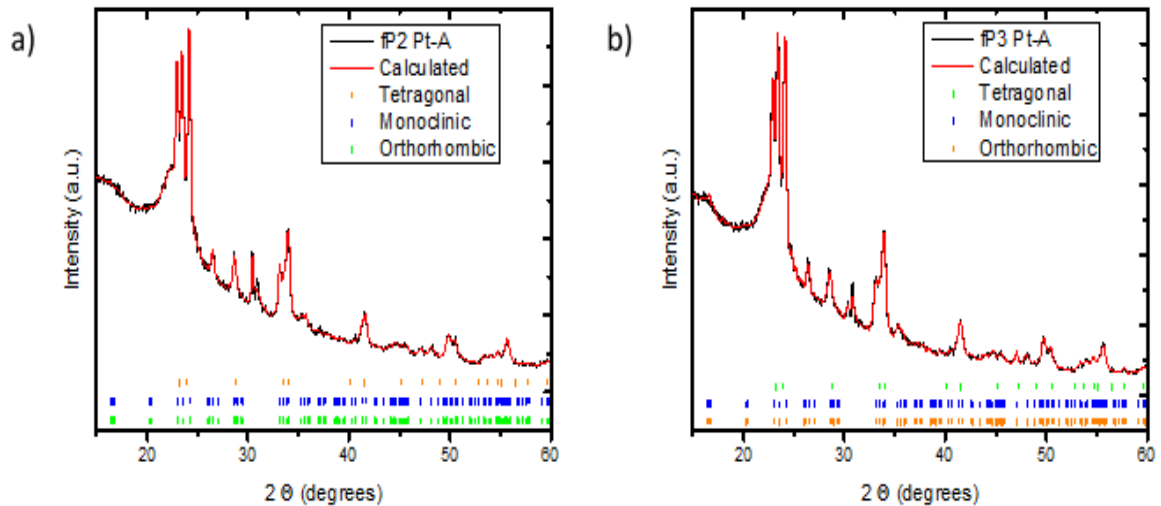 a)
fP2 Pt-A
Calculated
Tetragonal
Monoclinic
Orthorhombic
Intensity (a.u.)
20 30 40 50 60
2 Θ (degrees)
b)
fP3 Pt-A
Calculated
Tetragonal
Monoclinic
Orthorhombic
Intensity (a.u.)
20 30 40 50 60
2 Θ (degrees)